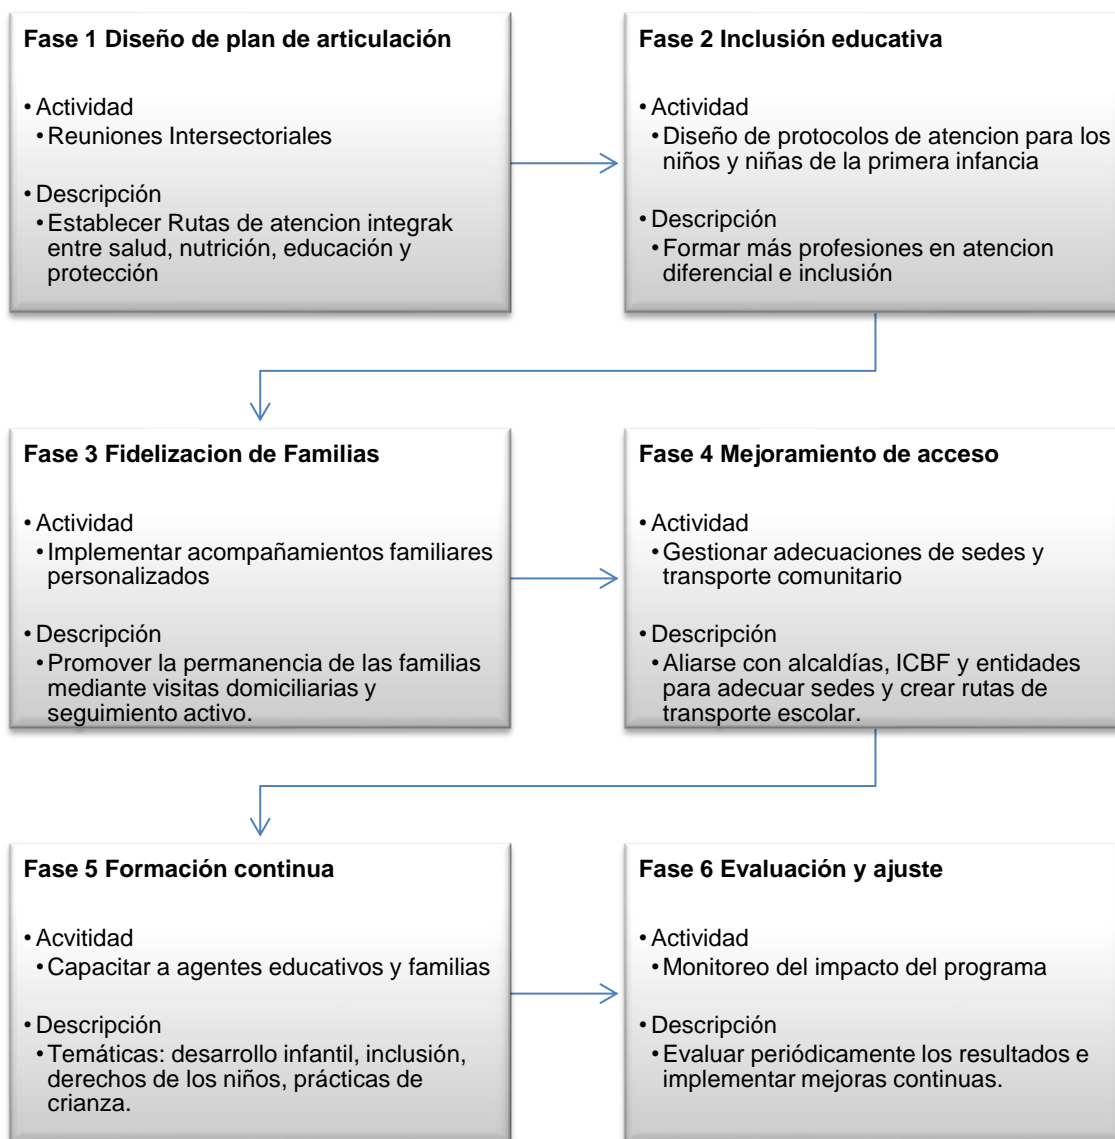 Fase 1 Diseño de plan de articulación
• Actividad
• Reuniones Intersectoriales
• Descripción
• Establecer Rutas de atencion integrak
entre salud, nutrición, educación y
protección
Fase 2 Inclusión educativa
• Actividad
• Diseño de protocolos de atencion para los
niños y niñas de la primera infancia
• Descripción
• Formar más profesiones en atencion
diferencial e inclusión
Fase 3 Fidelizacion de Familias
• Actividad
• Implementar acompañamientos familiares
personalizados
• Descripción
• Promover la permanencia de las familias
mediante visitas domiciliarias y
seguimiento activo.
Fase 4 Mejoramiento de acceso
• Actividad
• Gestionar adecuaciones de sedes y
transporte comunitario
• Descripción
• Aliarse con alcaldías, ICBF y entidades
para adecuar sedes y crear rutas de
transporte escolar.
Fase 5 Formación continua
• Acvitidad
• Capacitar a agentes educativos y familias
• Descripción
• Temáticas: desarrollo infantil, inclusión,
derechos de los niños, prácticas de
crianza.
Fase 6 Evaluación y ajuste
• Actividad
• Monitoreo del impacto del programa
• Descripción
• Evaluar periódicamente los resultados e
implementar mejoras continuas.